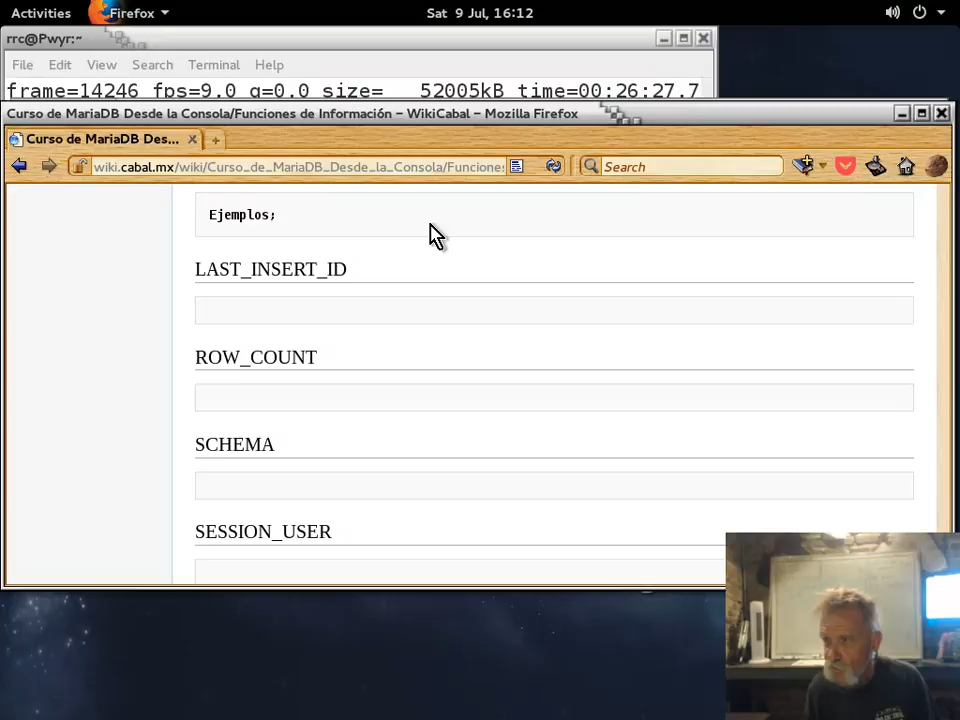 Activities Firefox Sat 9 Jul, 16:12
rrc@Pwyr:~
File Edit View Search Terminal Help
frame=14246 fps=9.0 q=0.0 size= 52005kB time=00:26:27.7
Curso de MariaDB Desde la Consola/Funciones de Información – WikiCabal – Mozilla Firefox
Curso de MariaDB Des...
wiki.cabal.mx/wiki/Curso_de_MariaDB_Desde_la_Consola/Funciones
Search
Ejemplos;
LAST_INSERT_ID
ROW_COUNT
SCHEMA
SESSION_USER